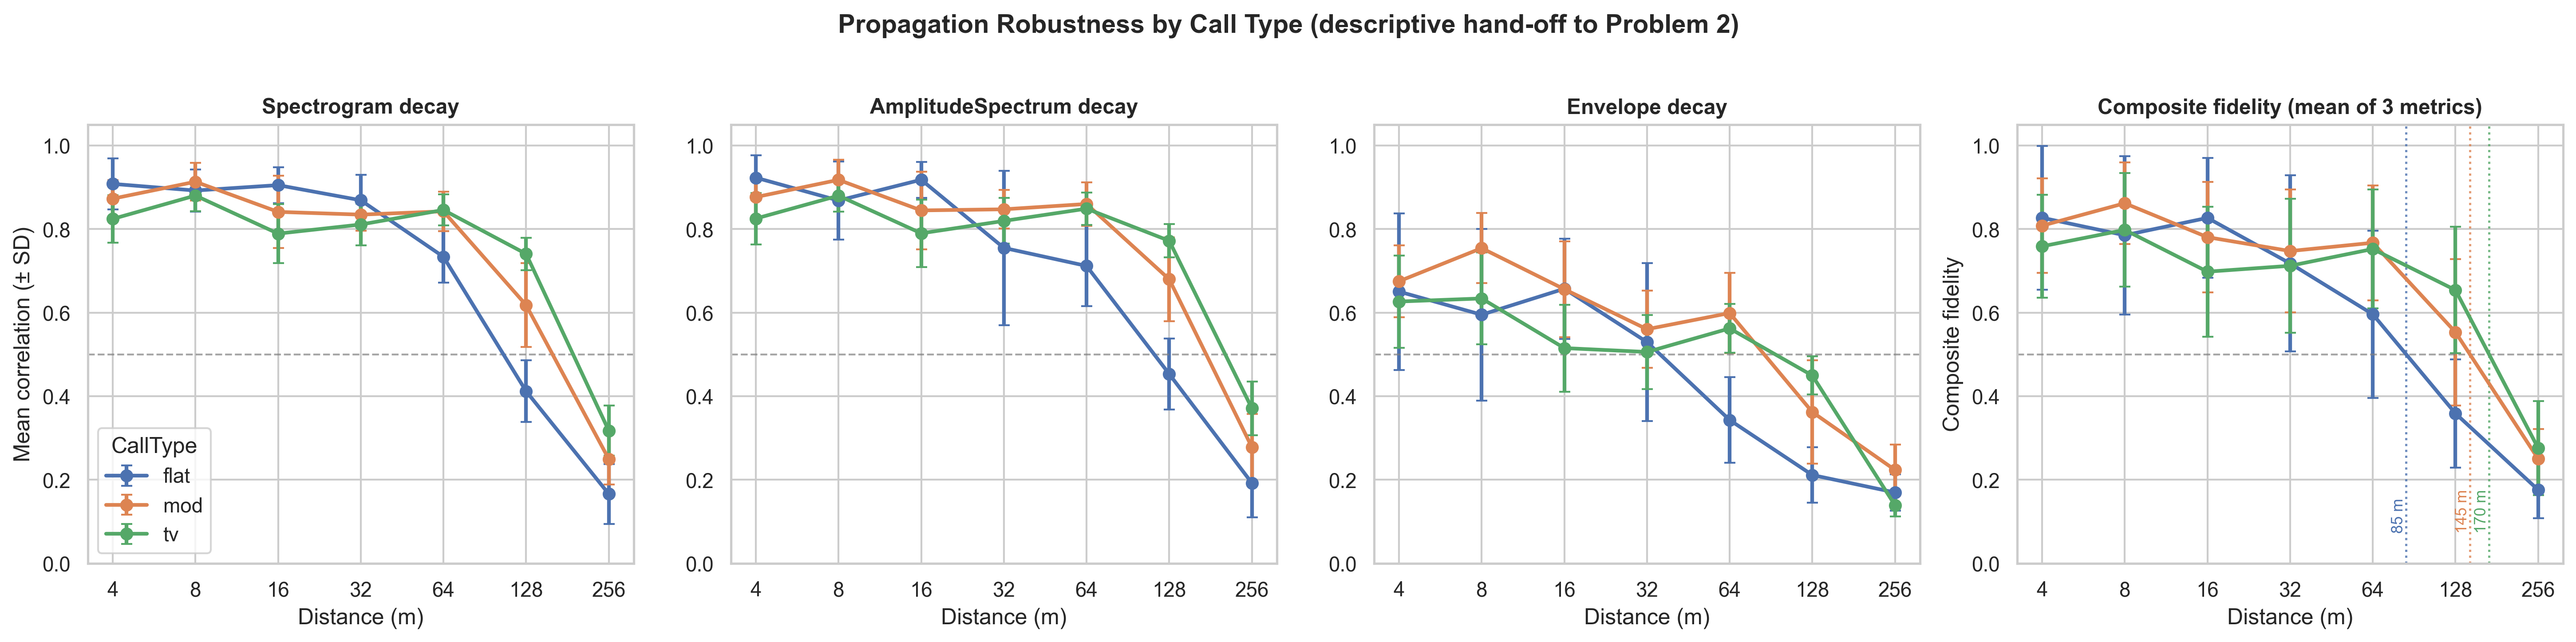 Propagation Robustness by Call Type (descriptive hand-off to Problem 2)
Spectrogram decay
Mean correlation (± SD)
1.0
0.8
0.6
0.4
0.2
0.0
CallType
flat
mod
tv
4 8 16 32 64 128 256
Distance (m)
AmplitudeSpectrum decay
1.0
0.8
0.6
0.4
0.2
0.0
4 8 16 32 64 128 256
Distance (m)
Envelope decay
1.0
0.8
0.6
0.4
0.2
0.0
4 8 16 32 64 128 256
Distance (m)
Composite fidelity (mean of 3 metrics)
Composite fidelity
1.0
0.8
0.6
0.4
0.2
0.0
85 m
145 m
170 m
4 8 16 32 64 128 256
Distance (m)